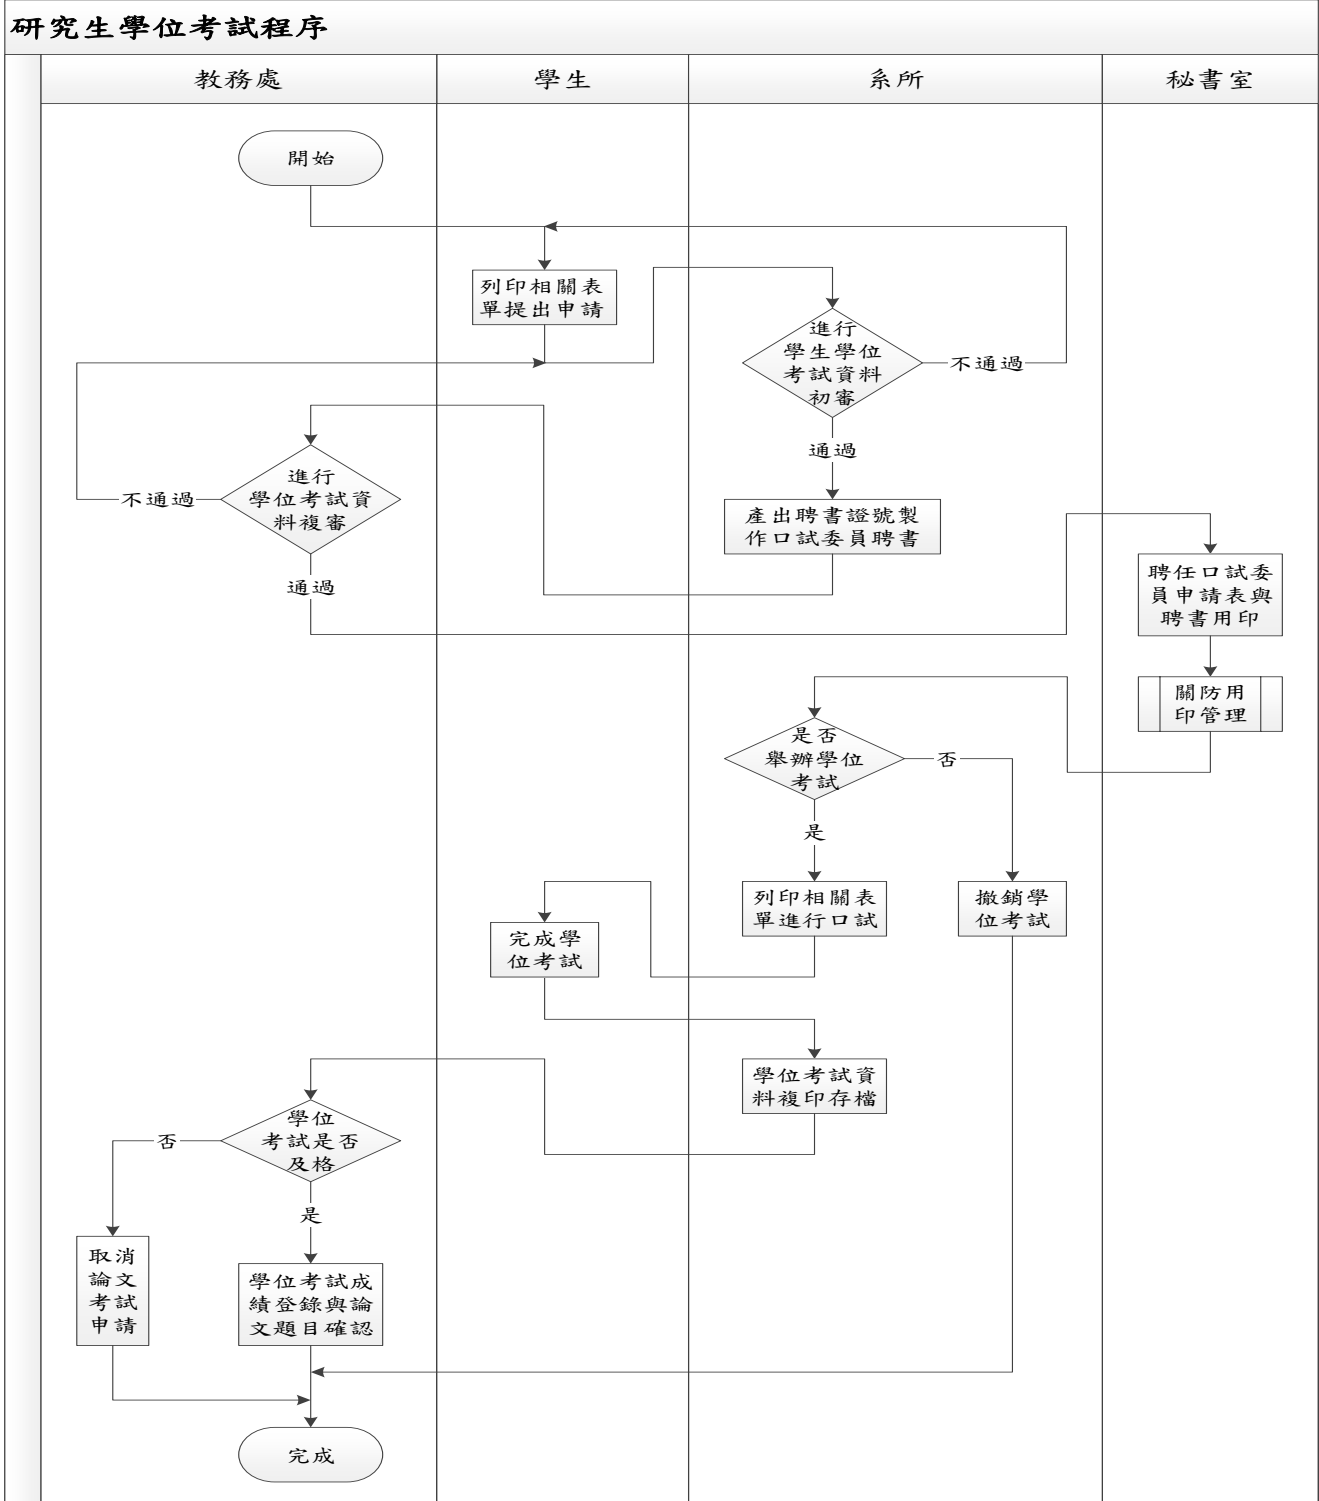 研究生學位考試程序
教務處
學生
系所
秘書室
開始
列印相關表
單提出申請
進行
學生學位
考試資料
初審
不通過
通過
進行
學位考試資
料複審
不通過
通過
產出聘書證號製
作口試委員聘書
聘任口試委
員申請表與
聘書用印
關防用
印管理
是否
舉辦學位
考試
否
是
列印相關表
單進行口試
撤銷學
位考試
完成學
位考試
學位考試資
料複印存檔
學位
考試是否
及格
否
是
取消
論文
考試
申請
學位考試成
績登錄與論
文題目確認
完成